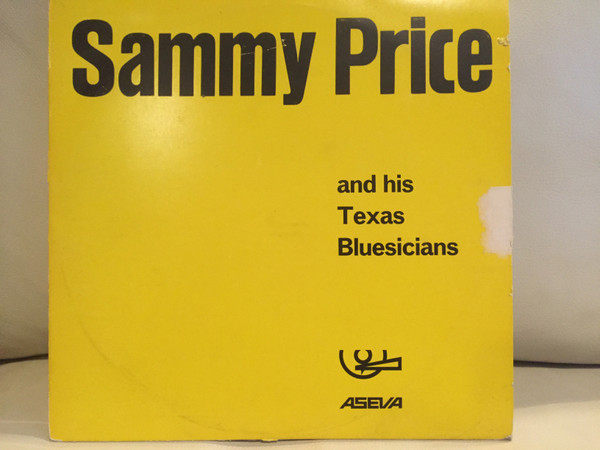 Sammy Price
and his
Texas
Bluesicians
ASEVA